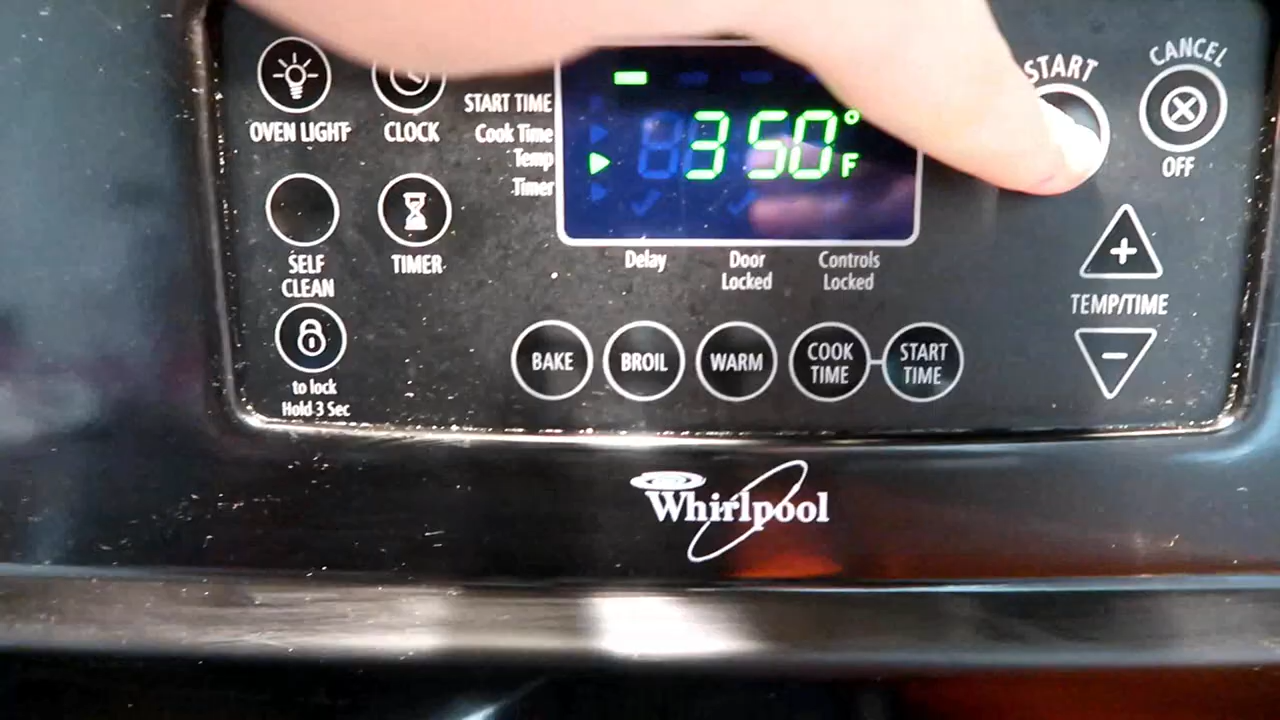 START TIME
Cook Time
Temp
Timer
350°F
START
CANCEL
OFF
OVEN LIGHT
CLOCK
SELF
CLEAN
TIMER
to lock
Hold 3 Sec
Delay
Door
Locked
Controls
Locked
TEMP/TIME
BAKE
BROIL
WARM
COOK
TIME
START
TIME
Whirlpool